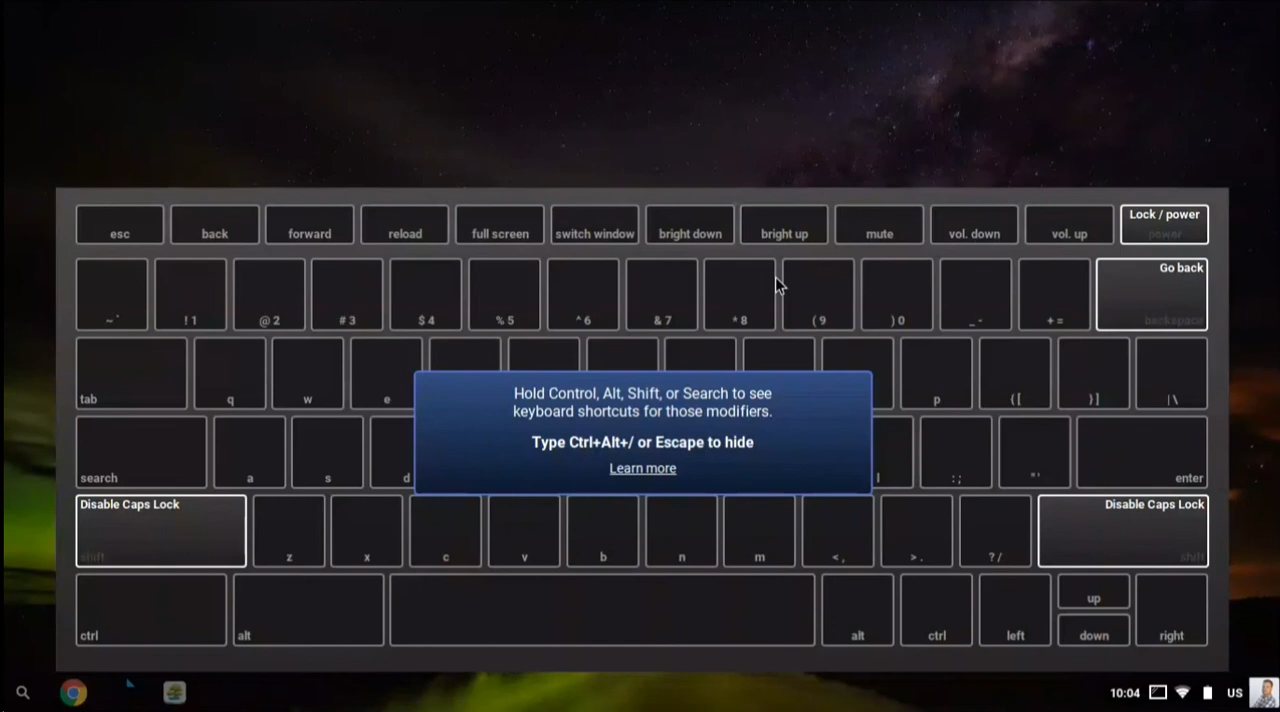 Lock / power
esc back forward reload full screen switch window bright down bright up mute vol. down vol. up power
Go back
~ ` ! 1 @ 2 # 3 $ 4 % 5 ^ 6 & 7 * 8 ( 9 ) 0 _ - + = backspace
tab q w e p { [ } ] | \
Hold Control, Alt, Shift, or Search to see
keyboard shortcuts for those modifiers.
Type Ctrl+Alt+/ or Escape to hide
Learn more
search a s d l : ; " ' enter
Disable Caps Lock Disable Caps Lock
shift z x c v b n m < , > . ? / shift
up
ctrl alt alt ctrl left down right
10:04 US